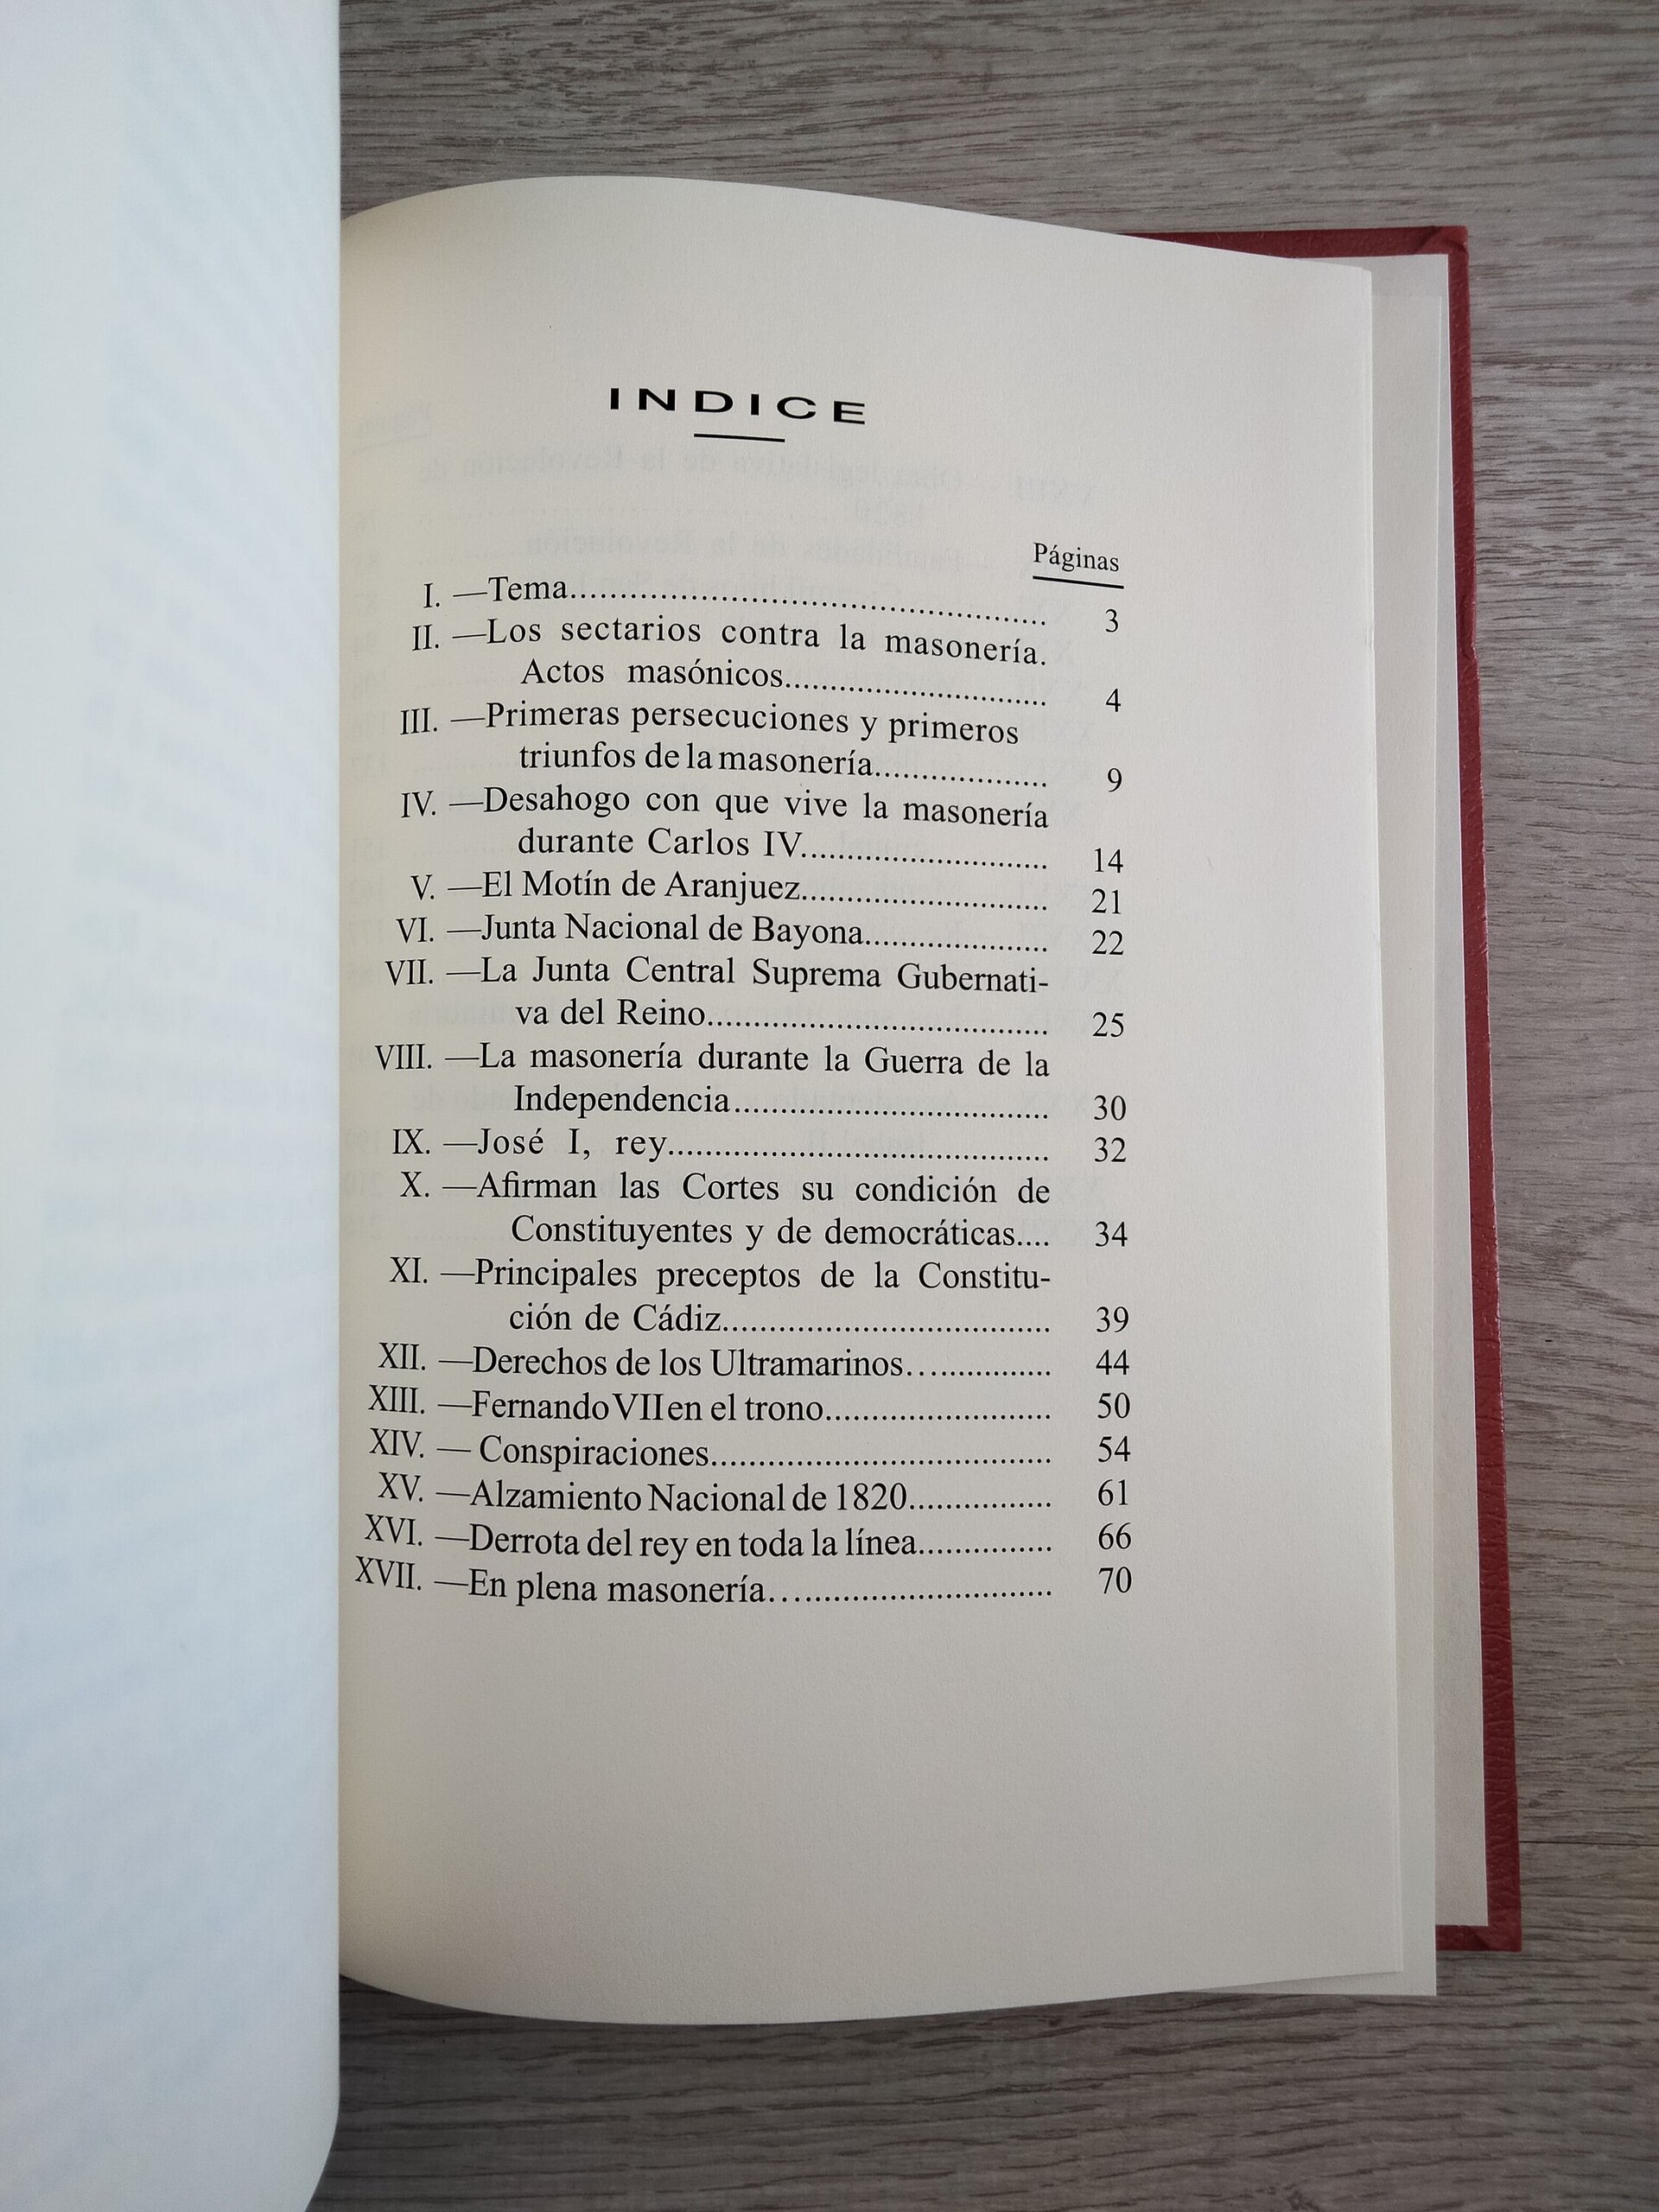 INDICE
Páginas
I. —Tema............................................... 3
II. —Los sectarios contra la masonería.
Actos masónicos.......................... 4
III. —Primeras persecuciones y primeros
triunfos de la masonería................. 9
IV. —Desahogo con que vive la masonería
durante Carlos IV........................ 14
V. —El Motín de Aranjuez........................ 21
VI. —Junta Nacional de Bayona.................. 22
VII. —La Junta Central Suprema Gubernati-
va del Reino.................................. 25
VIII. —La masonería durante la Guerra de la
Independencia............................... 30
IX. —José I, rey...................................... 32
X. —Afirman las Cortes su condición de
Constituyentes y de democráticas.... 34
XI. —Principales preceptos de la Constitu-
ción de Cádiz................................. 39
XII. —Derechos de los Ultramarinos.............. 44
XIII. —Fernando VII en el trono....................... 50
XIV. — Conspiraciones.................................. 54
XV. —Alzamiento Nacional de 1820............... 61
XVI. —Derrota del rey en toda la línea.............. 66
XVII. —En plena masonería............................ 70